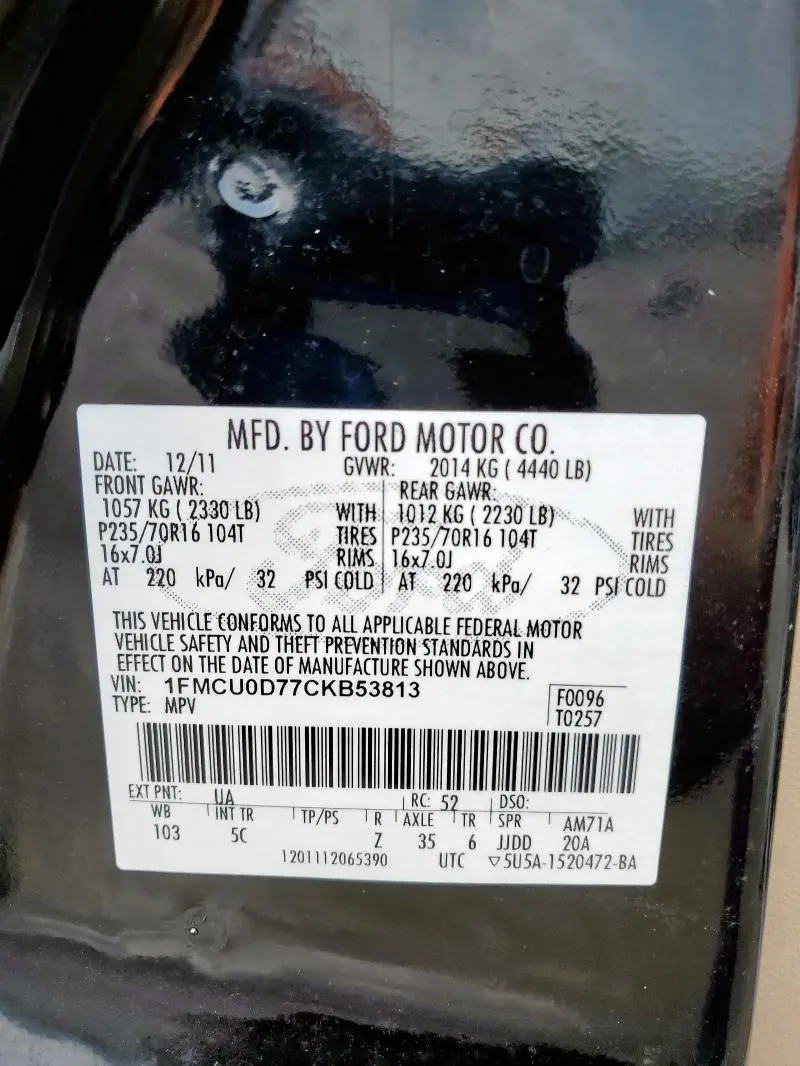 MFD. BY FORD MOTOR CO.
DATE: 12/11 GVWR: 2014 KG ( 4440 LB)
FRONT GAWR: REAR GAWR:
1057 KG ( 2330 LB) WITH 1012 KG ( 2230 LB) WITH
P235/70R16 104T TIRES P235/70R16 104T TIRES
16x7.0J RIMS 16x7.0J RIMS
AT 220 kPa/ 32 PSI COLD AT 220 kPa/ 32 PSI COLD
Ford
THIS VEHICLE CONFORMS TO ALL APPLICABLE FEDERAL MOTOR
VEHICLE SAFETY AND THEFT PREVENTION STANDARDS IN
EFFECT ON THE DATE OF MANUFACTURE SHOWN ABOVE.
VIN: 1FMCU0D77CKB53813 F0096
TYPE: MPV T0257
EXT PNT: UA RC: 52 DSO:
WB INT TR TP/PS R AXLE TR SPR AM71A
103 5C Z 35 6 JJDD 20A
1201112065390 UTC ▽5U5A-1520472-BA